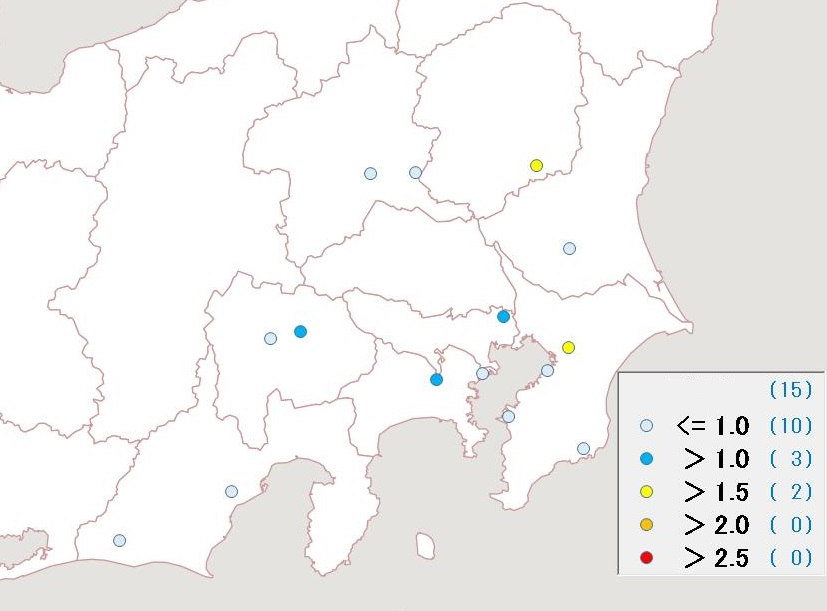 (15)
<= 1.0 (10)
> 1.0 ( 3)
> 1.5 ( 2)
> 2.0 ( 0)
> 2.5 ( 0)